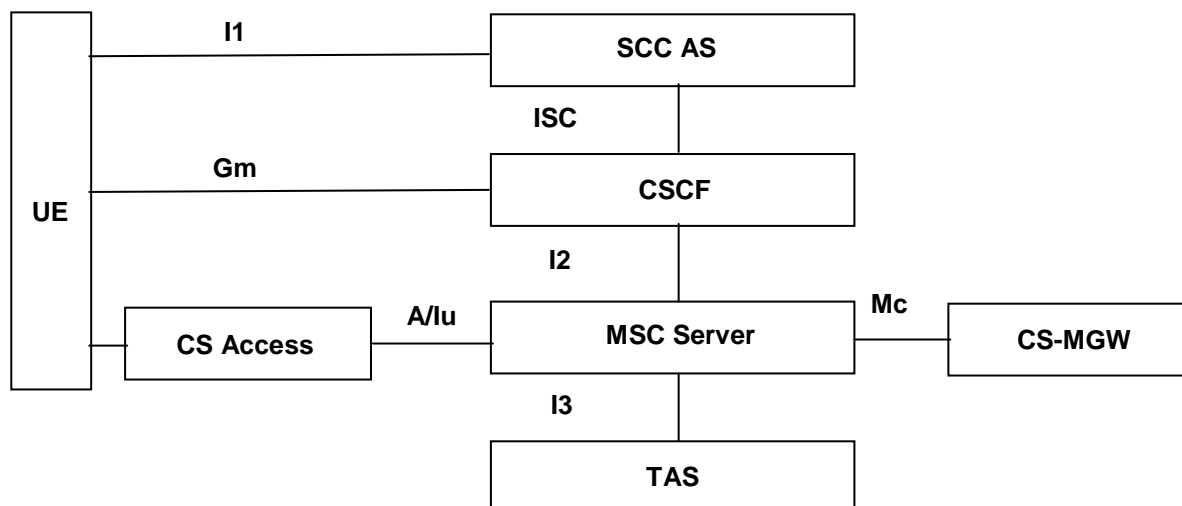 I1
SCC AS
ISC
Gm
CSCF
UE
I2
A/Iu
Mc
CS Access
MSC Server
CS-MGW
I3
TAS